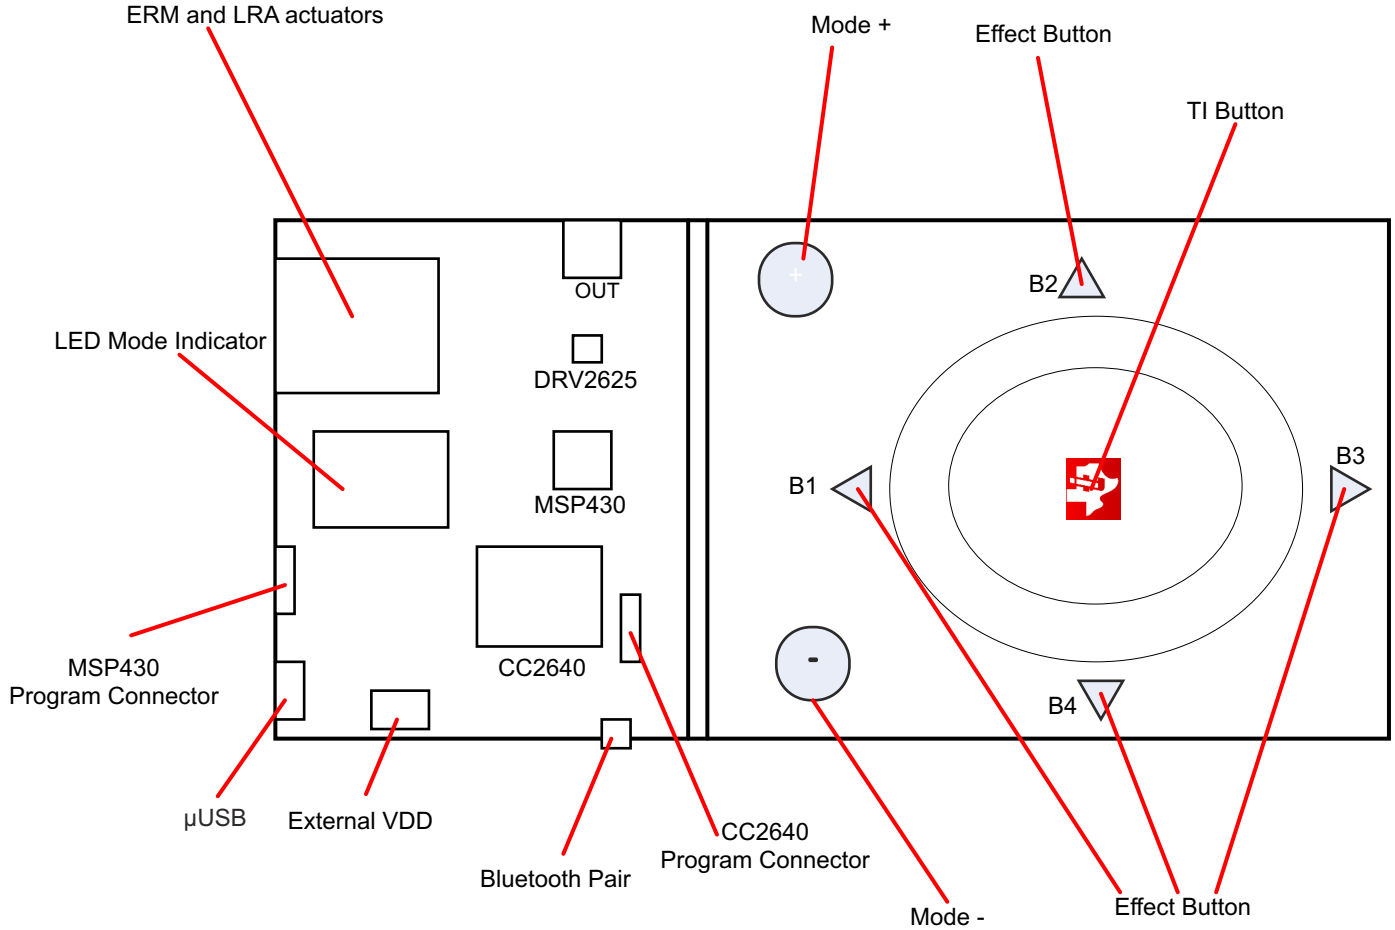 ERM and LRA actuators
Mode +
Effect Button
TI Button
+
OUT
B2
LED Mode Indicator
DRV2625
B1
B3
MSP430
CC2640
-
MSP430
Program Connector
B4
µUSB
External VDD
Bluetooth Pair
CC2640
Program Connector
Mode -
Effect Button